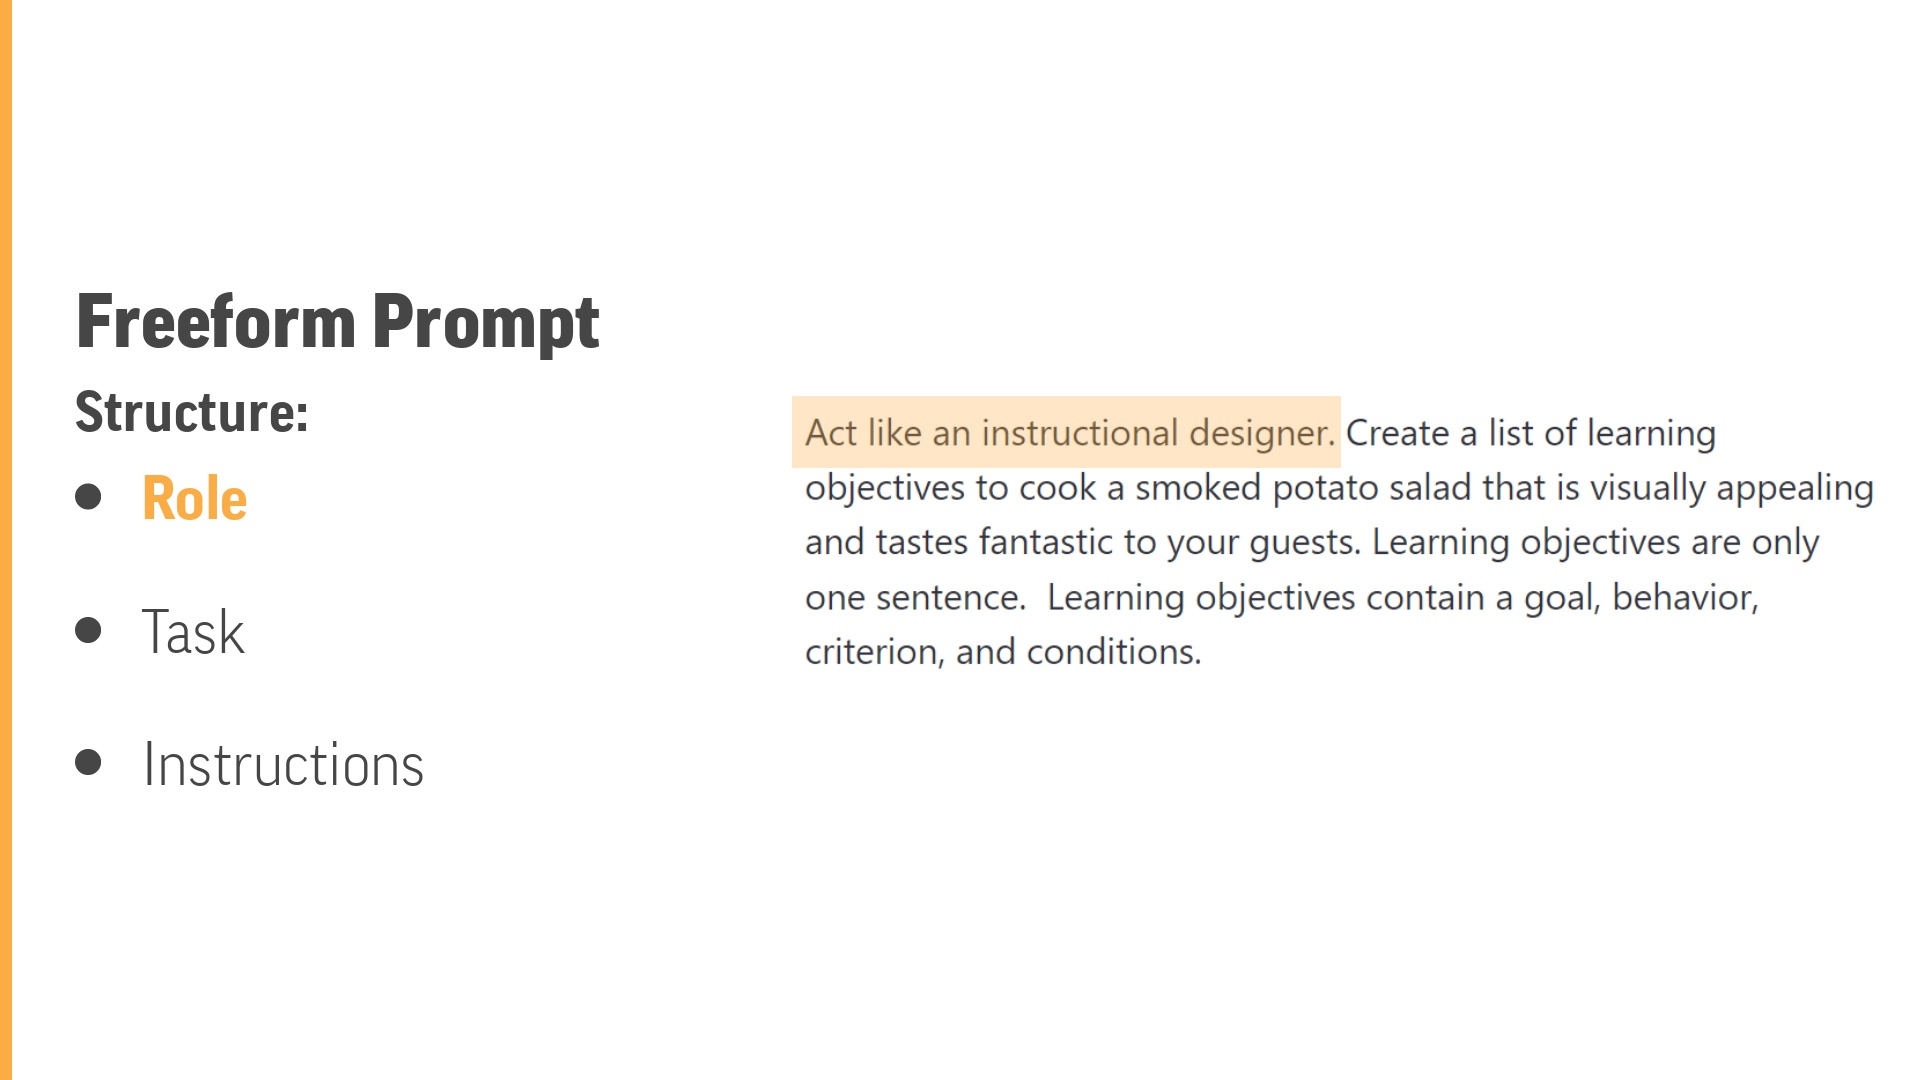 Freeform Prompt
Structure:
Role
Task
Instructions
Act like an instructional designer. Create a list of learning
objectives to cook a smoked potato salad that is visually appealing
and tastes fantastic to your guests. Learning objectives are only
one sentence.  Learning objectives contain a goal, behavior,
criterion, and conditions.